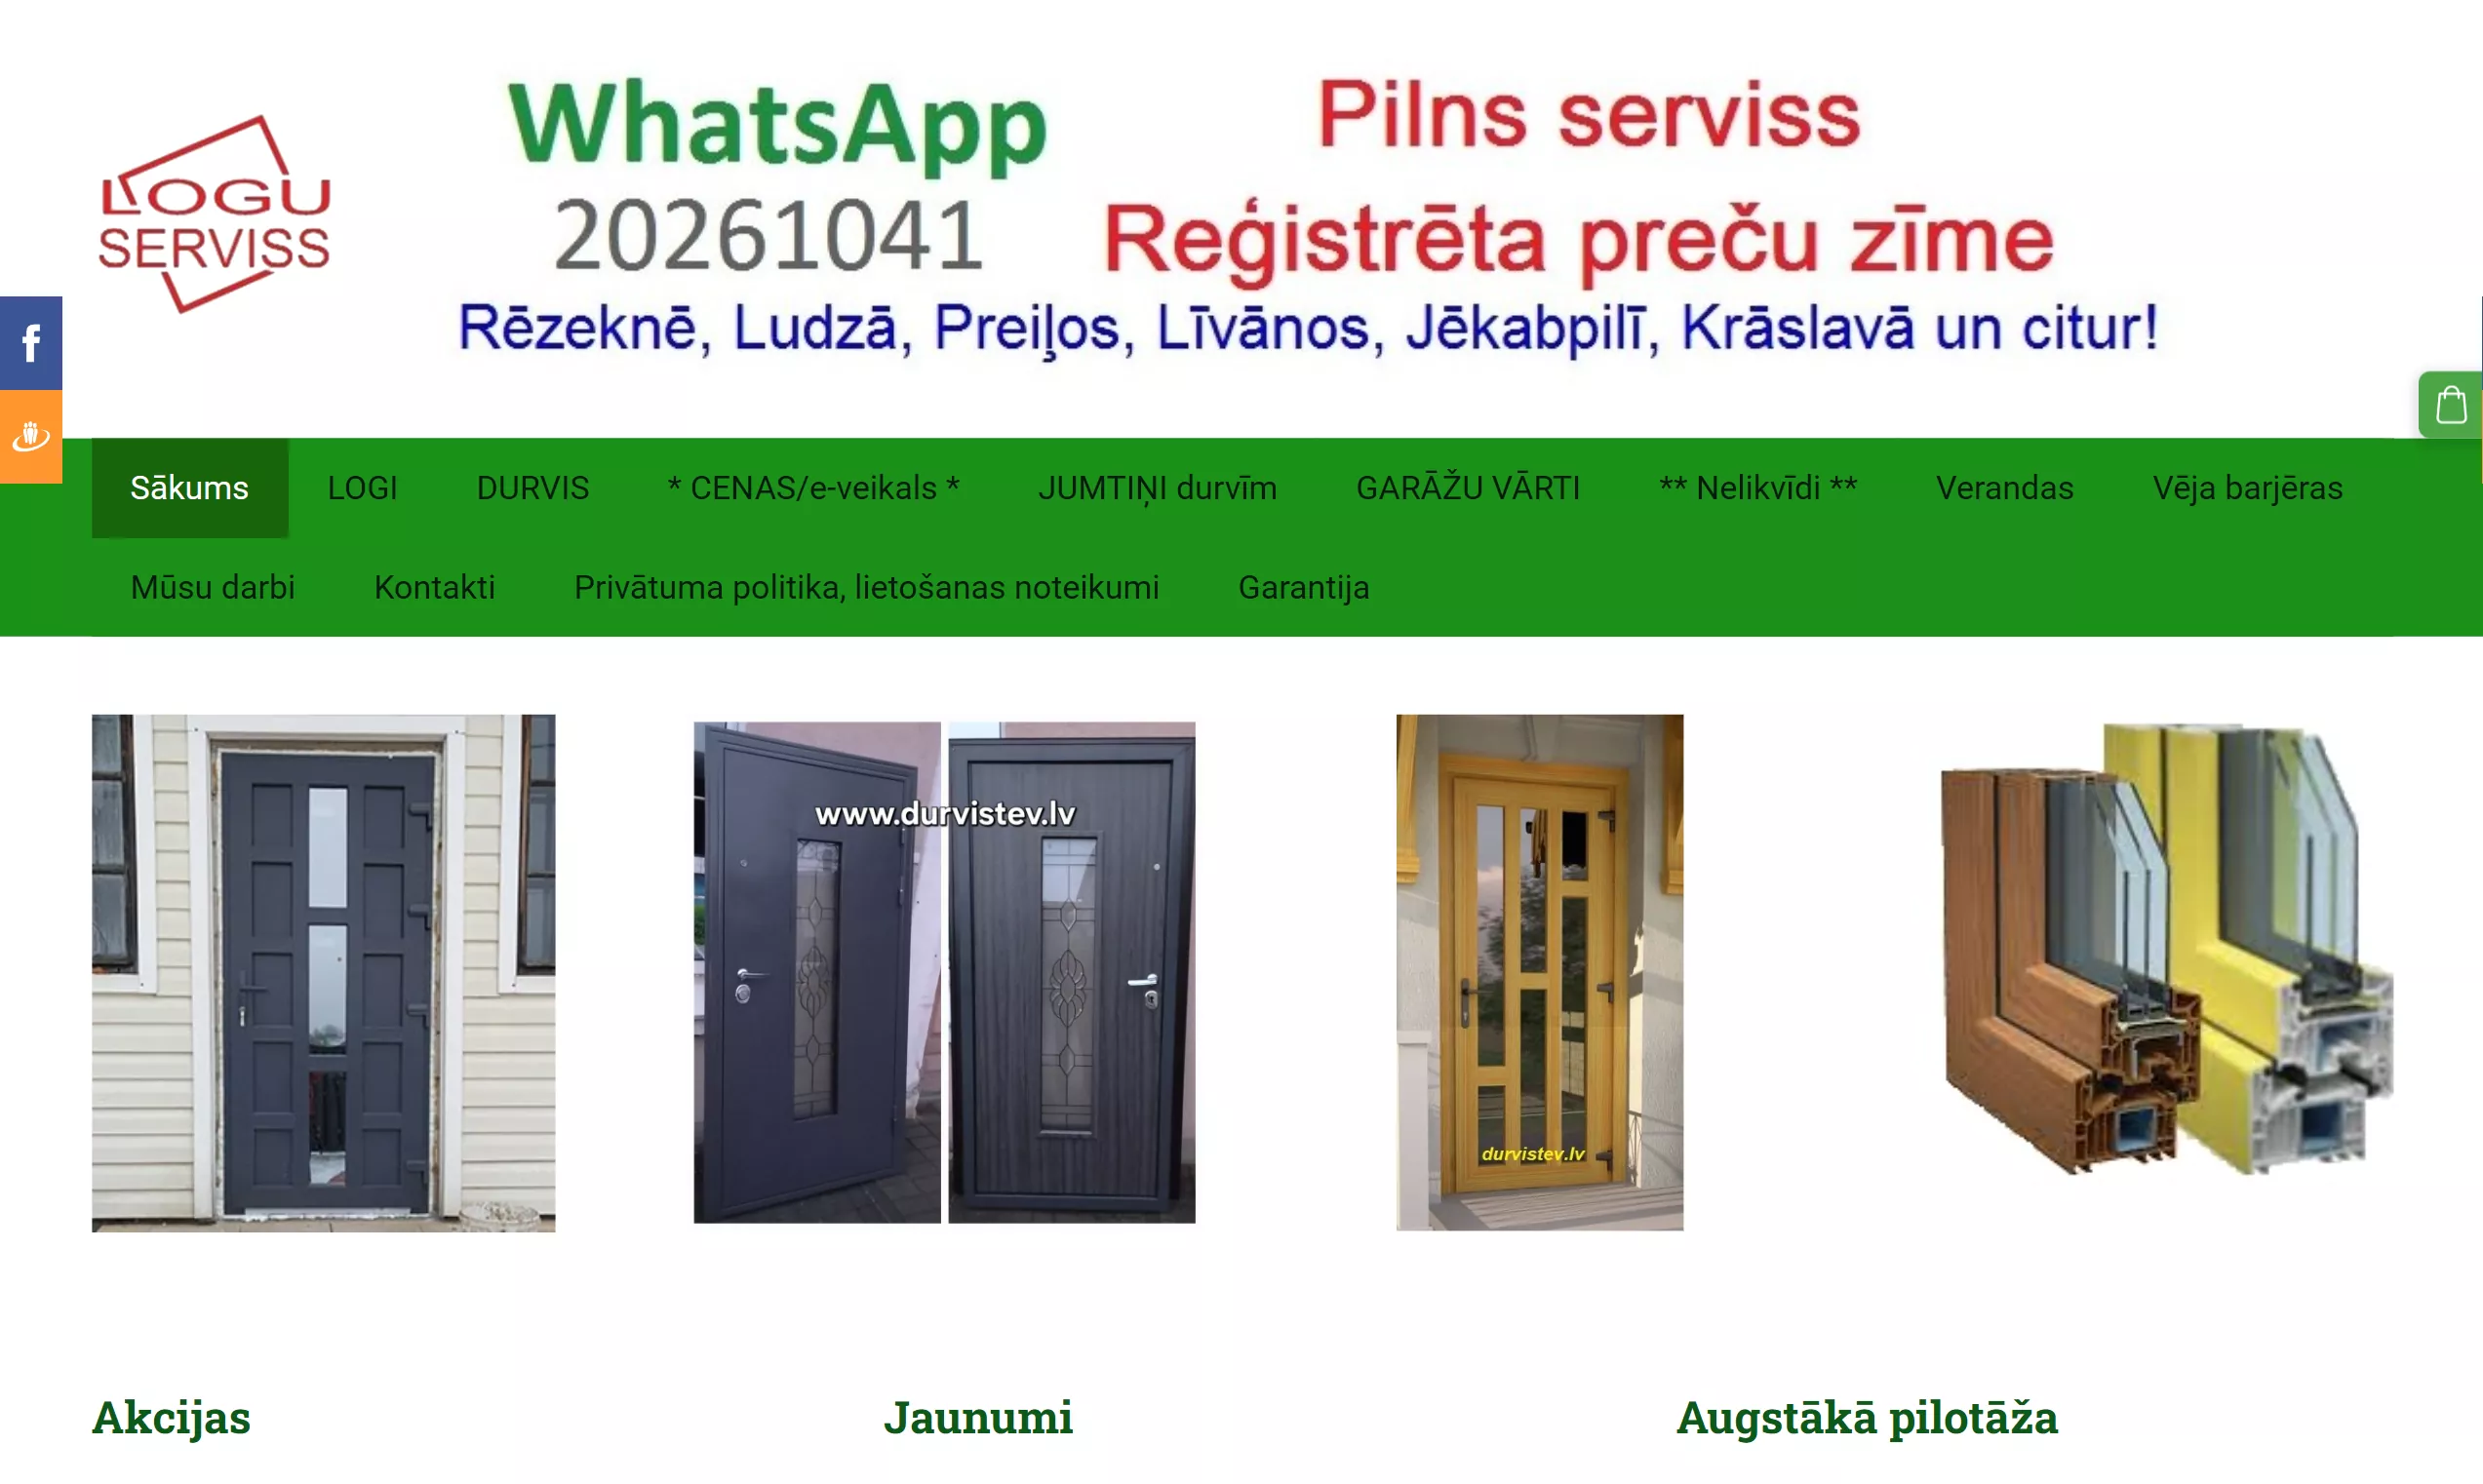 LOGU
SERVISS
WhatsApp
20261041
Pilns serviss
Reģistrēta preču zīme
Rēzeknē, Ludzā, Preiļos, Līvānos, Jēkabpilī, Krāslavā un citur!
Sākums LOGI DURVIS * CENAS/e-veikals * JUMTIŅI durvīm GARĀŽU VĀRTI ** Nelikvīdi ** Verandas Vēja barjēras
Mūsu darbi Kontakti Privātuma politika, lietošanas noteikumi Garantija
www.durvistev.lv
durvistev.lv
Akcijas Jaunumi Augstākā pilotāža